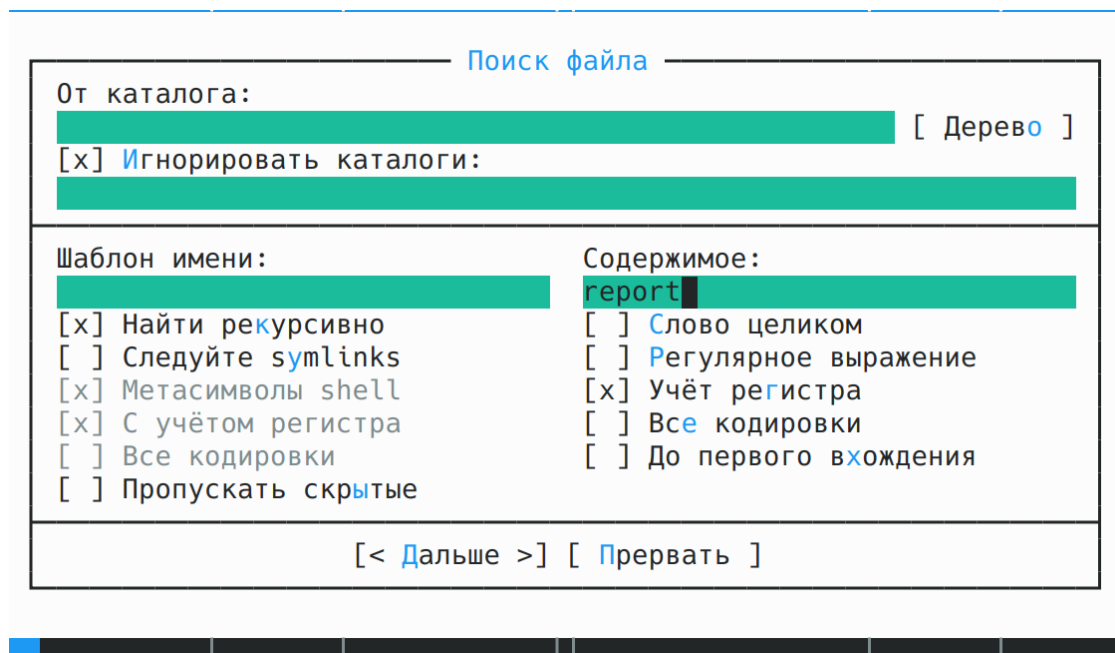 Поиск файла
От каталога:
[ Дерево ]
[x] Игнорировать каталоги:
Шаблон имени:
Содержимое:
report
[x] Найти рекурсивно
[ ] Слово целиком
[ ] Следуйте symlinks
[ ] Регулярное выражение
[x] Метасимволы shell
[x] Учёт регистра
[x] С учётом регистра
[ ] Все кодировки
[ ] Все кодировки
[ ] До первого вхождения
[ ] Пропускать скрытые
[< Дальше >] [ Прервать ]